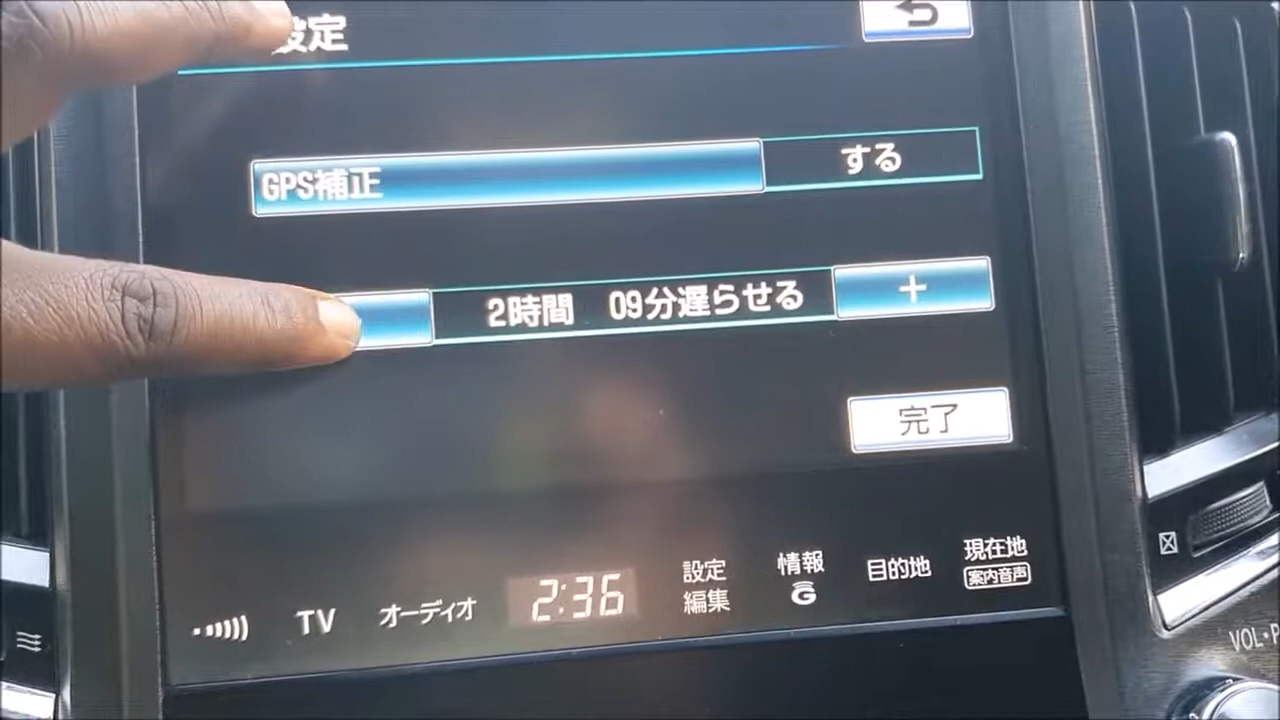 設定
GPS補正 する
2時間 09分遅らせる +
完了
TV オーディオ 2:36 設定編集 情報G 目的地 現在地
案内音声
VOL・P